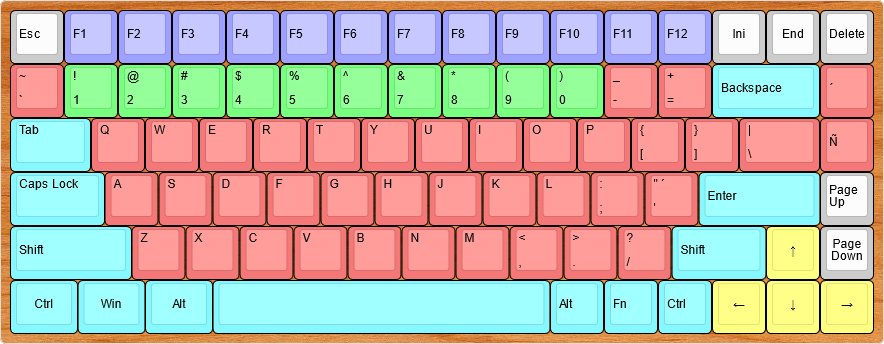 Esc F1 F2 F3 F4 F5 F6 F7 F8 F9 F10 F11 F12 Ini End Delete
~ ! @ # $ % ^ & * ( ) _ + Backspace ´
` 1 2 3 4 5 6 7 8 9 0 - =
Tab Q W E R T Y U I O P { } | Ñ
[ ] \
Caps Lock A S D F G H J K L : " ´ Enter Page Up
; '
Shift Z X C V B N M < > ? Shift ↑ Page Down
, . /
Ctrl Win Alt Alt Fn Ctrl ← ↓ →